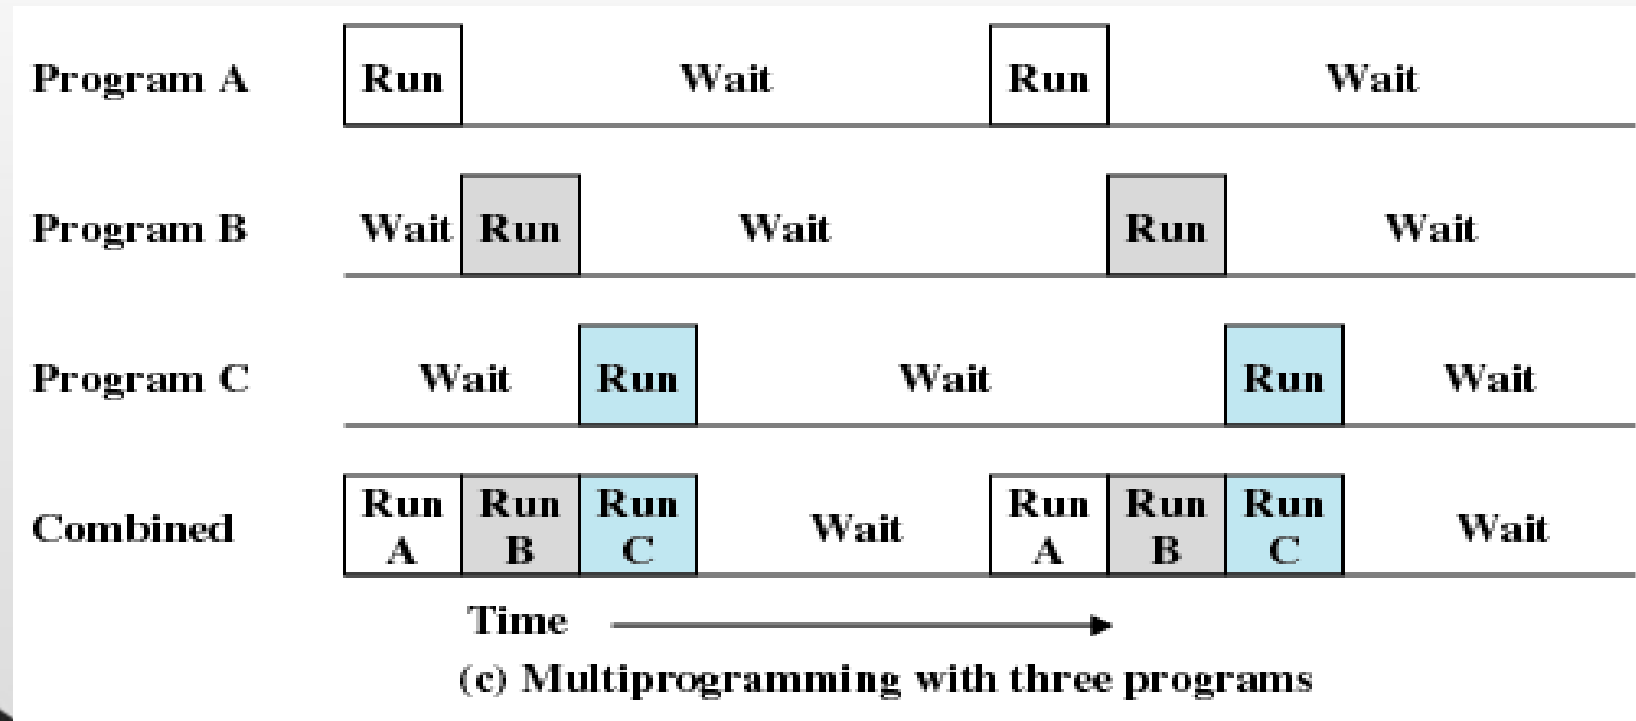 Program A Run Wait Run Wait
Program B Wait Run Wait Run Wait
Program C Wait Run Wait Run Wait
Combined Run A Run B Run C Wait Run A Run B Run C Wait
Time
(c) Multiprogramming with three programs